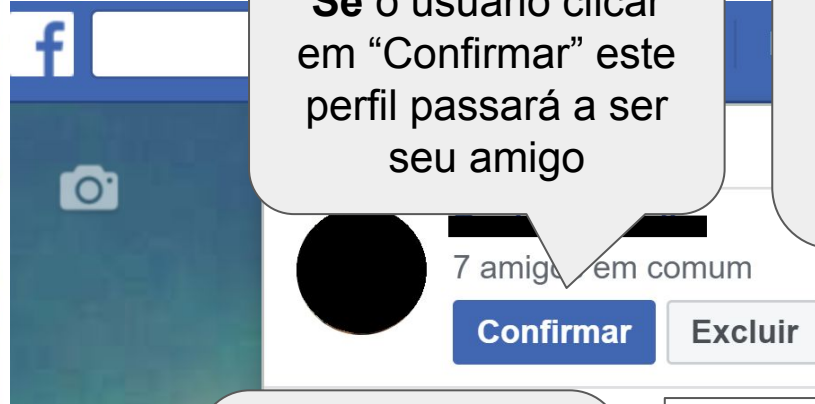 f
Se o usuário clicar
em “Confirmar” este
perfil passará a ser
seu amigo
7 amigos em comum
Confirmar Excluir